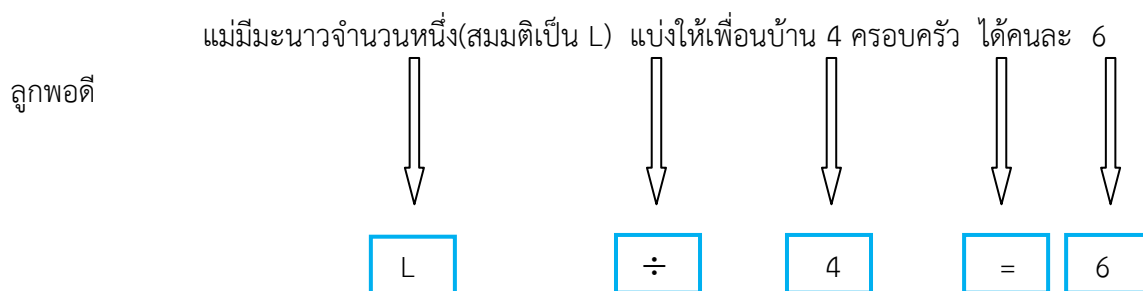 แม่มีมะนาวจำนวนหนึ่ง(สมมติเป็น L) แบ่งให้เพื่อนบ้าน 4 ครอบครัว ได้คนละ 6
ลูกพอดี
L ÷ 4 = 6